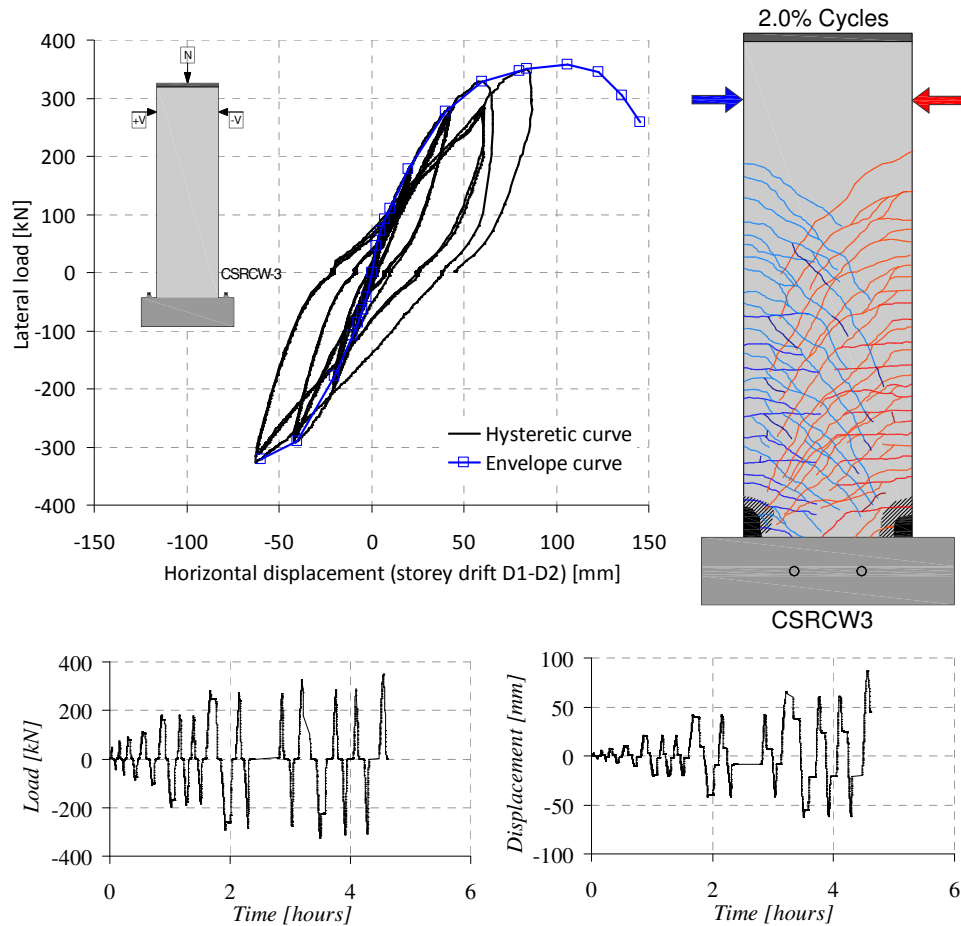 2.0% Cycles
400
300
200
100
0
-100
-200
-300
-400
Lateral load [kN]
N
+V
-V
CSRCW-3
Hysteretic curve
Envelope curve
-150
-100
-50
0
50
100
150
Horizontal displacement (storey drift D1-D2) [mm]
CSRCW3
400
200
0
-200
-400
Load [kN]
0
2
4
6
Time [hours]
100
50
0
-50
-100
Displacement [mm]
0
2
4
6
Time [hours]